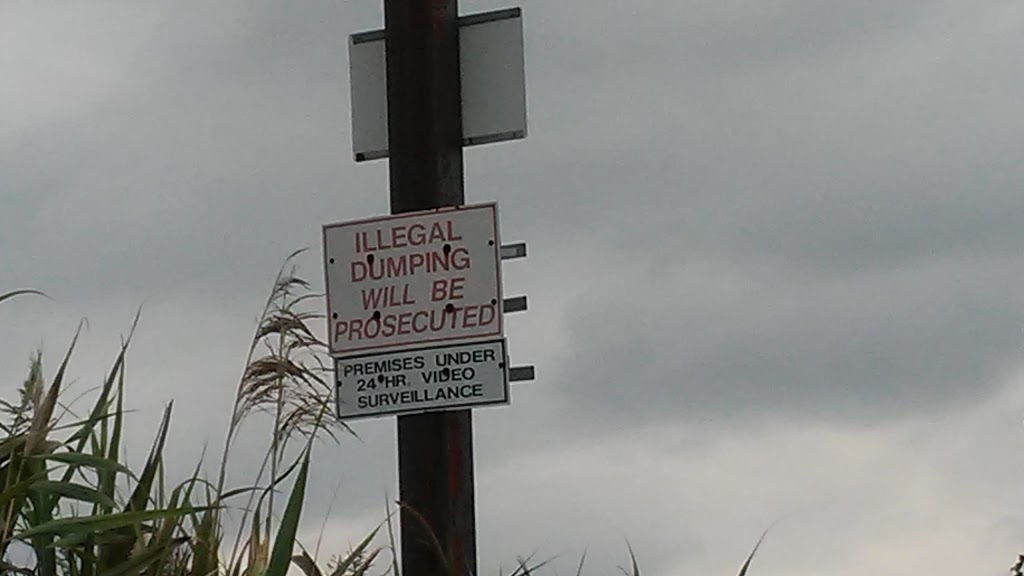 ILLEGAL
DUMPING
WILL BE
PROSECUTED
PREMISES UNDER
24 HR. VIDEO
SURVEILLANCE